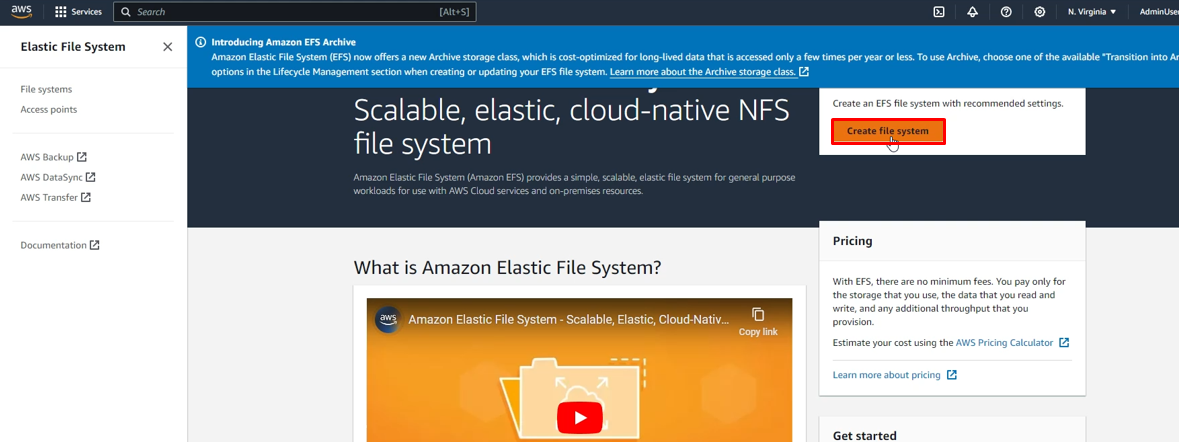 aws
Services
Search
[Alt+S]
N. Virginia
AdminUser
Elastic File System
Introducing Amazon EFS Archive
Amazon Elastic File System (EFS) now offers a new Archive storage class, which is cost-optimized for long-lived data that is accessed only a few times per year or less. To use Archive, choose one of the available "Transition into Ar
options in the Lifecycle Management section when creating or updating your EFS file system. Learn more about the Archive storage class.
File systems
Access points
AWS Backup
AWS DataSync
AWS Transfer
Documentation
Scalable, elastic, cloud-native NFS
file system
Amazon Elastic File System (Amazon EFS) provides a simple, scalable, elastic file system for general purpose
workloads for use with AWS Cloud services and on-premises resources.
Create an EFS file system with recommended settings.
Create file system
What is Amazon Elastic File System?
aws
Amazon Elastic File System - Scalable, Elastic, Cloud-Nativ...
Copy link
Pricing
With EFS, there are no minimum fees. You pay only for
the storage that you use, the data that you read and
write, and any additional throughput that you
provision.
Estimate your cost using the AWS Pricing Calculator
Learn more about pricing
Get started